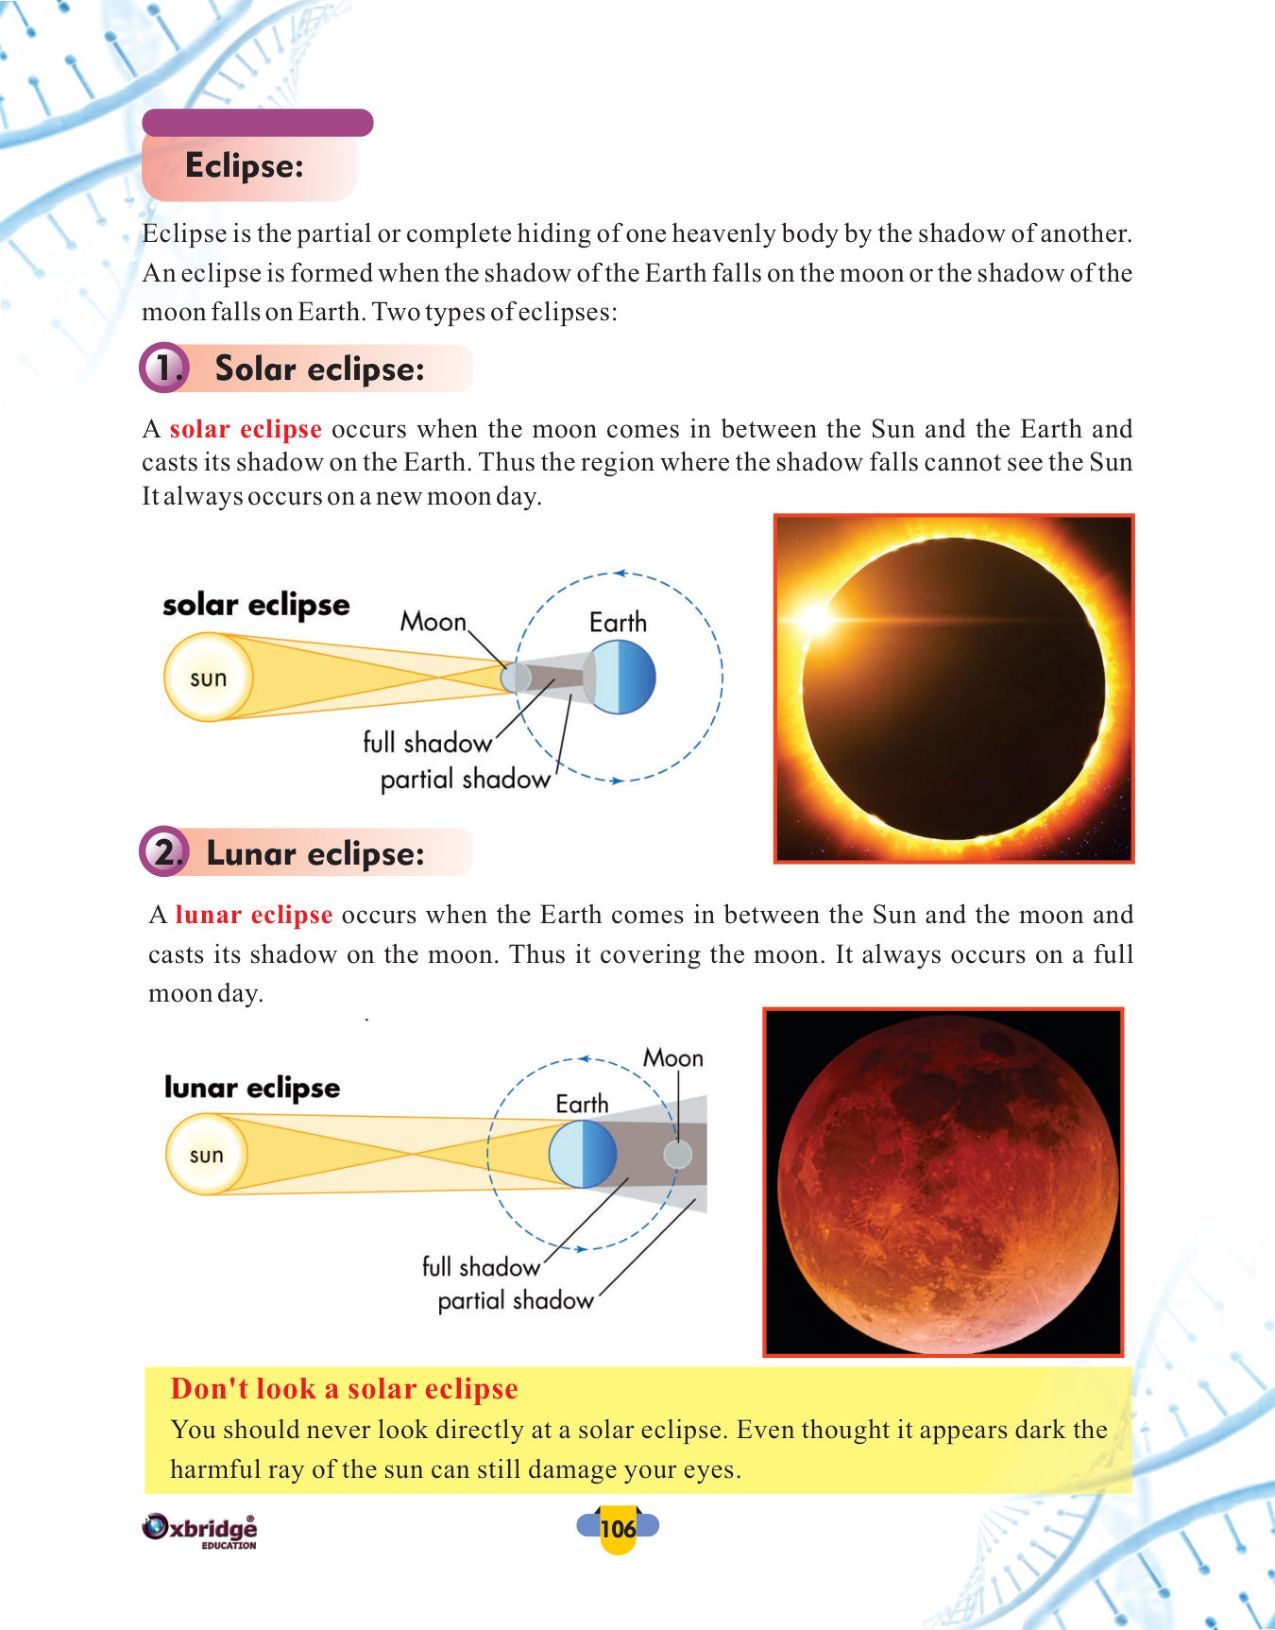 Eclipse:
Eclipse is the partial or complete hiding of one heavenly body by the shadow of another.
An eclipse is formed when the shadow of the Earth falls on the moon or the shadow of the
moon falls on Earth. Two types of eclipses:
1. Solar eclipse:
A solar eclipse occurs when the moon comes in between the Sun and the Earth and
casts its shadow on the Earth. Thus the region where the shadow falls cannot see the Sun
It always occurs on a new moon day.
solar eclipse
Moon
Earth
sun
full shadow
partial shadow
2. Lunar eclipse:
A lunar eclipse occurs when the Earth comes in between the Sun and the moon and
casts its shadow on the moon. Thus it covering the moon. It always occurs on a full
moon day.
Moon
lunar eclipse
Earth
sun
full shadow
partial shadow
Don't look a solar eclipse
You should never look directly at a solar eclipse. Even thought it appears dark the
harmful ray of the sun can still damage your eyes.
Oxbridge®
EDUCATION
106